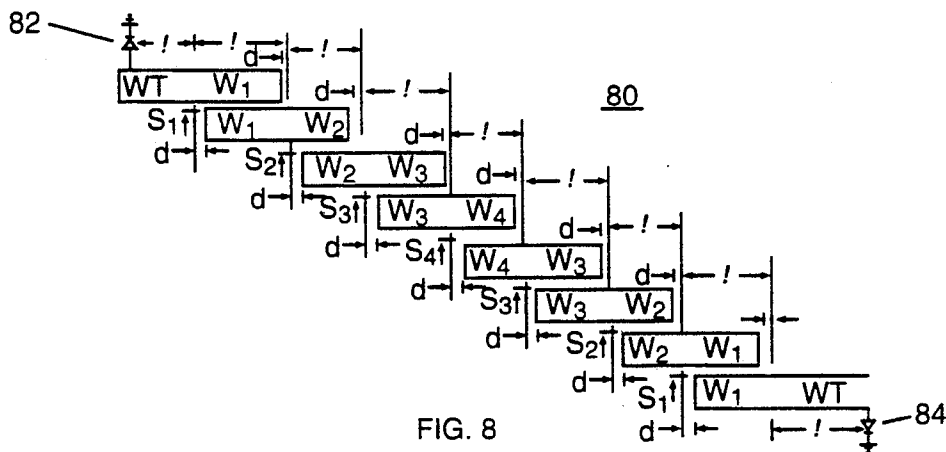 82
! !
d !
WT W₁ d !
80
S₁ W₁ W₂ d !
d S₂ W₂ W₃ d !
d S₃ W₃ W₄ d !
d S₄ W₄ W₃ d !
d S₃ W₃ W₂
d S₂ W₂ W₁
d S₁ W₁ WT
84
d !
FIG. 8